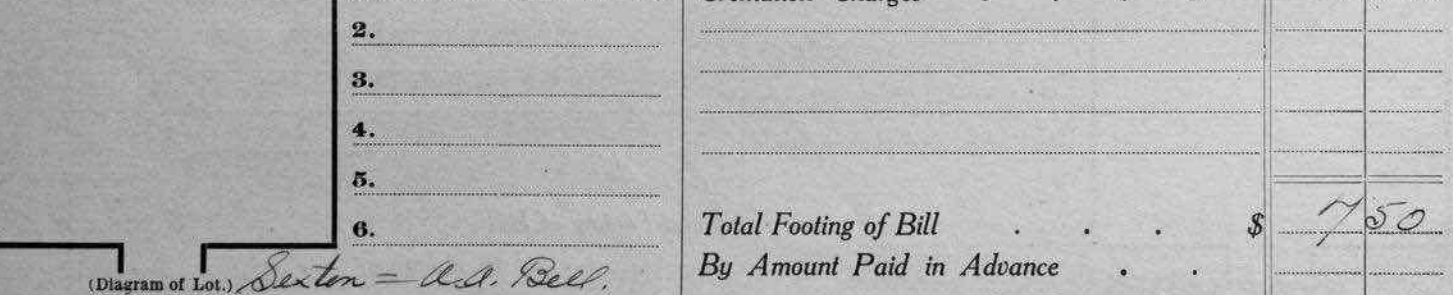 2.
3.
4.
5.
6.
(Diagram of Lot.) Sexton = A.A. Bell.
Cremation Charges . . . .
Total Footing of Bill . . . $ 7 50
By Amount Paid in Advance . .